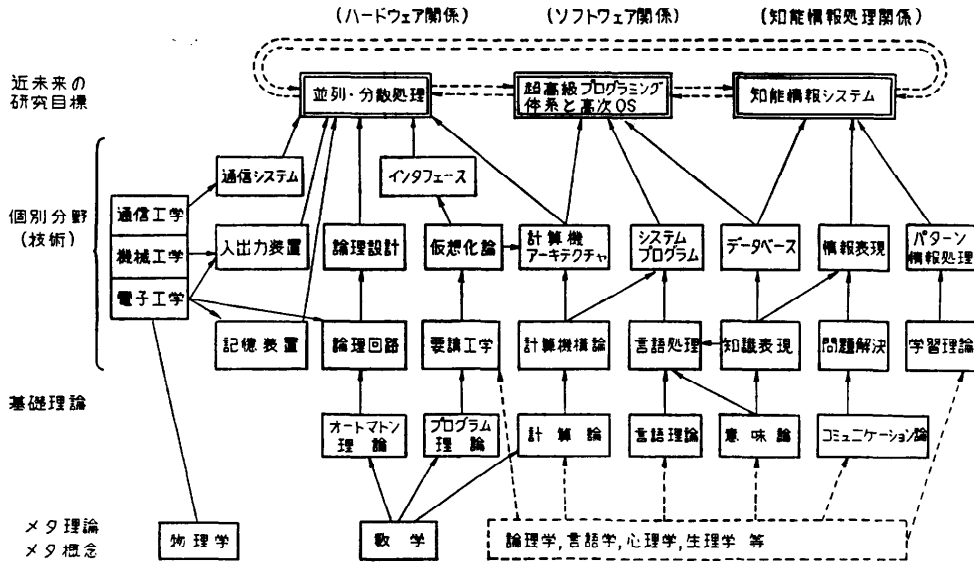 (ハードウェア関係) (ソフトウェア関係) (知能情報処理関係)
近未来の
研究目標
並列・分散処理
超高級プログラミング
体系と高次OS
知能情報システム
個別分野
(技術)
通信システム
インタフェース
通信工学
機械工学
電子工学
入出力装置
論理設計
仮想化論
計算機
アーキテクチャ
システム
プログラム
データベース
情報表現
パターン
情報処理
記憶装置
論理回路
要請工学
計算機構論
言語処理
知識表現
問題解決
学習理論
基礎理論
オートマトン
理論
プログラム
理論
計算論
言語理論
意味論
コミュニケーション論
メタ理論
メタ概念
物理学
数学
論理学,言語学,心理学,生理学 等